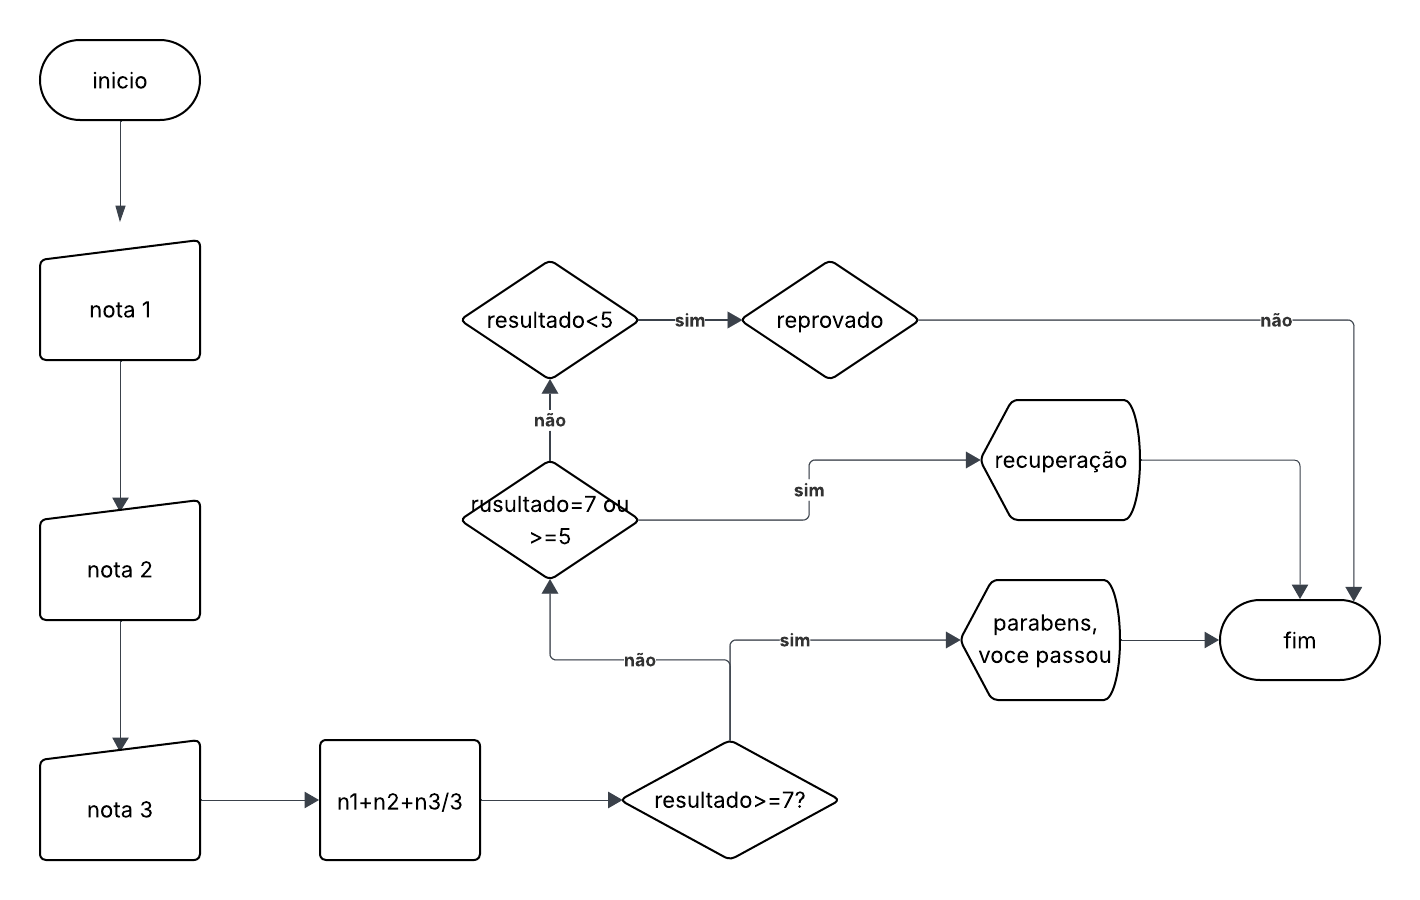 inicio
nota 1
nota 2
nota 3
n1+n2+n3/3
resultado>=7?
não
sim
rusultado=7 ou
>=5
não
sim
resultado<5
sim
reprovado
não
recuperação
parabens,
voce passou
fim